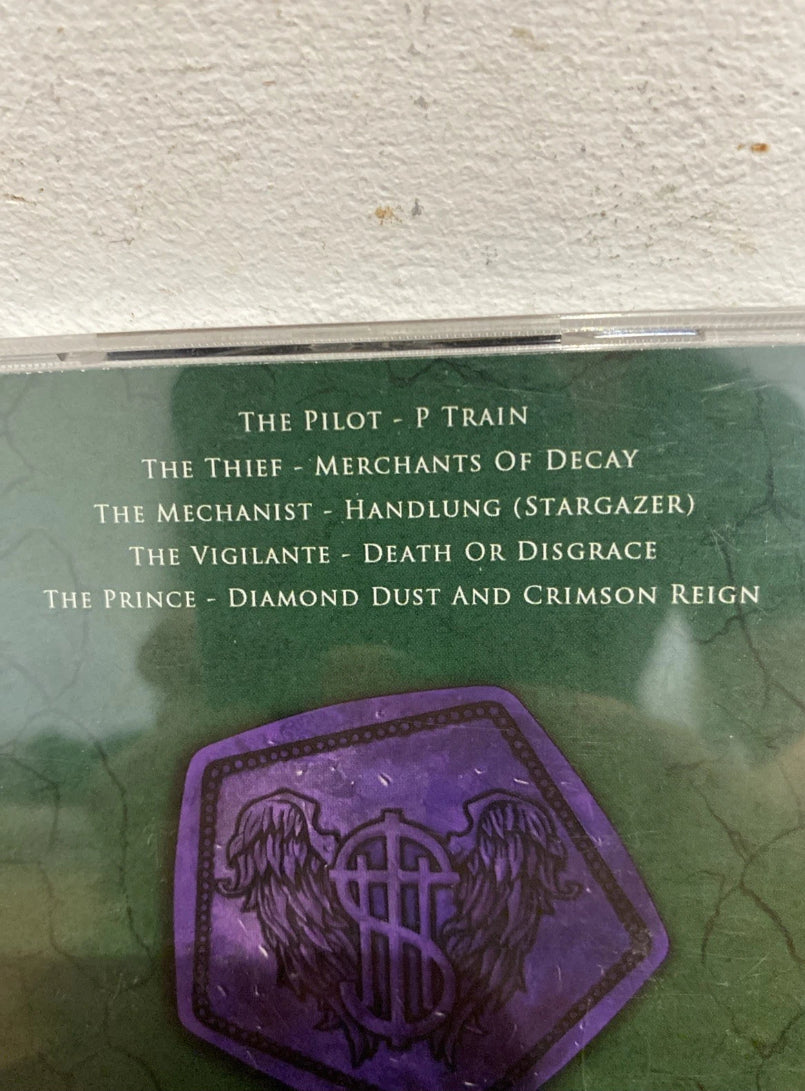 THE PILOT - P TRAIN
THE THIEF - MERCHANTS OF DECAY
THE MECHANIST - HANDLUNG (STARGAZER)
THE VIGILANTE - DEATH OR DISGRACE
THE PRINCE - DIAMOND DUST AND CRIMSON REIGN